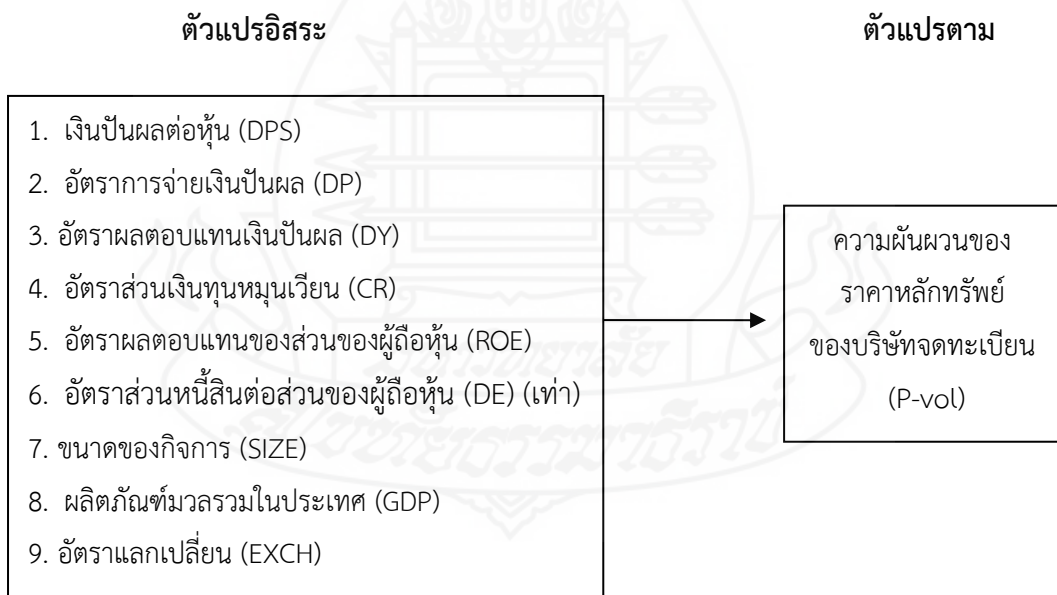 ตัวแปรอิสระ
ตัวแปรตาม
1. เงินปันผลต่อหุ้น (DPS)
2. อัตราการจ่ายเงินปันผล (DP)
3. อัตราผลตอบแทนเงินปันผล (DY)
4. อัตราส่วนเงินทุนหมุนเวียน (CR)
5. อัตราผลตอบแทนของส่วนของผู้ถือหุ้น (ROE)
6. อัตราส่วนหนี้สินต่อส่วนของผู้ถือหุ้น (DE) (เท่า)
7. ขนาดของกิจการ (SIZE)
8. ผลิตภัณฑ์มวลรวมในประเทศ (GDP)
9. อัตราแลกเปลี่ยน (EXCH)
ความผันผวนของ
ราคาหลักทรัพย์
ของบริษัทจดทะเบียน
(P-vol)